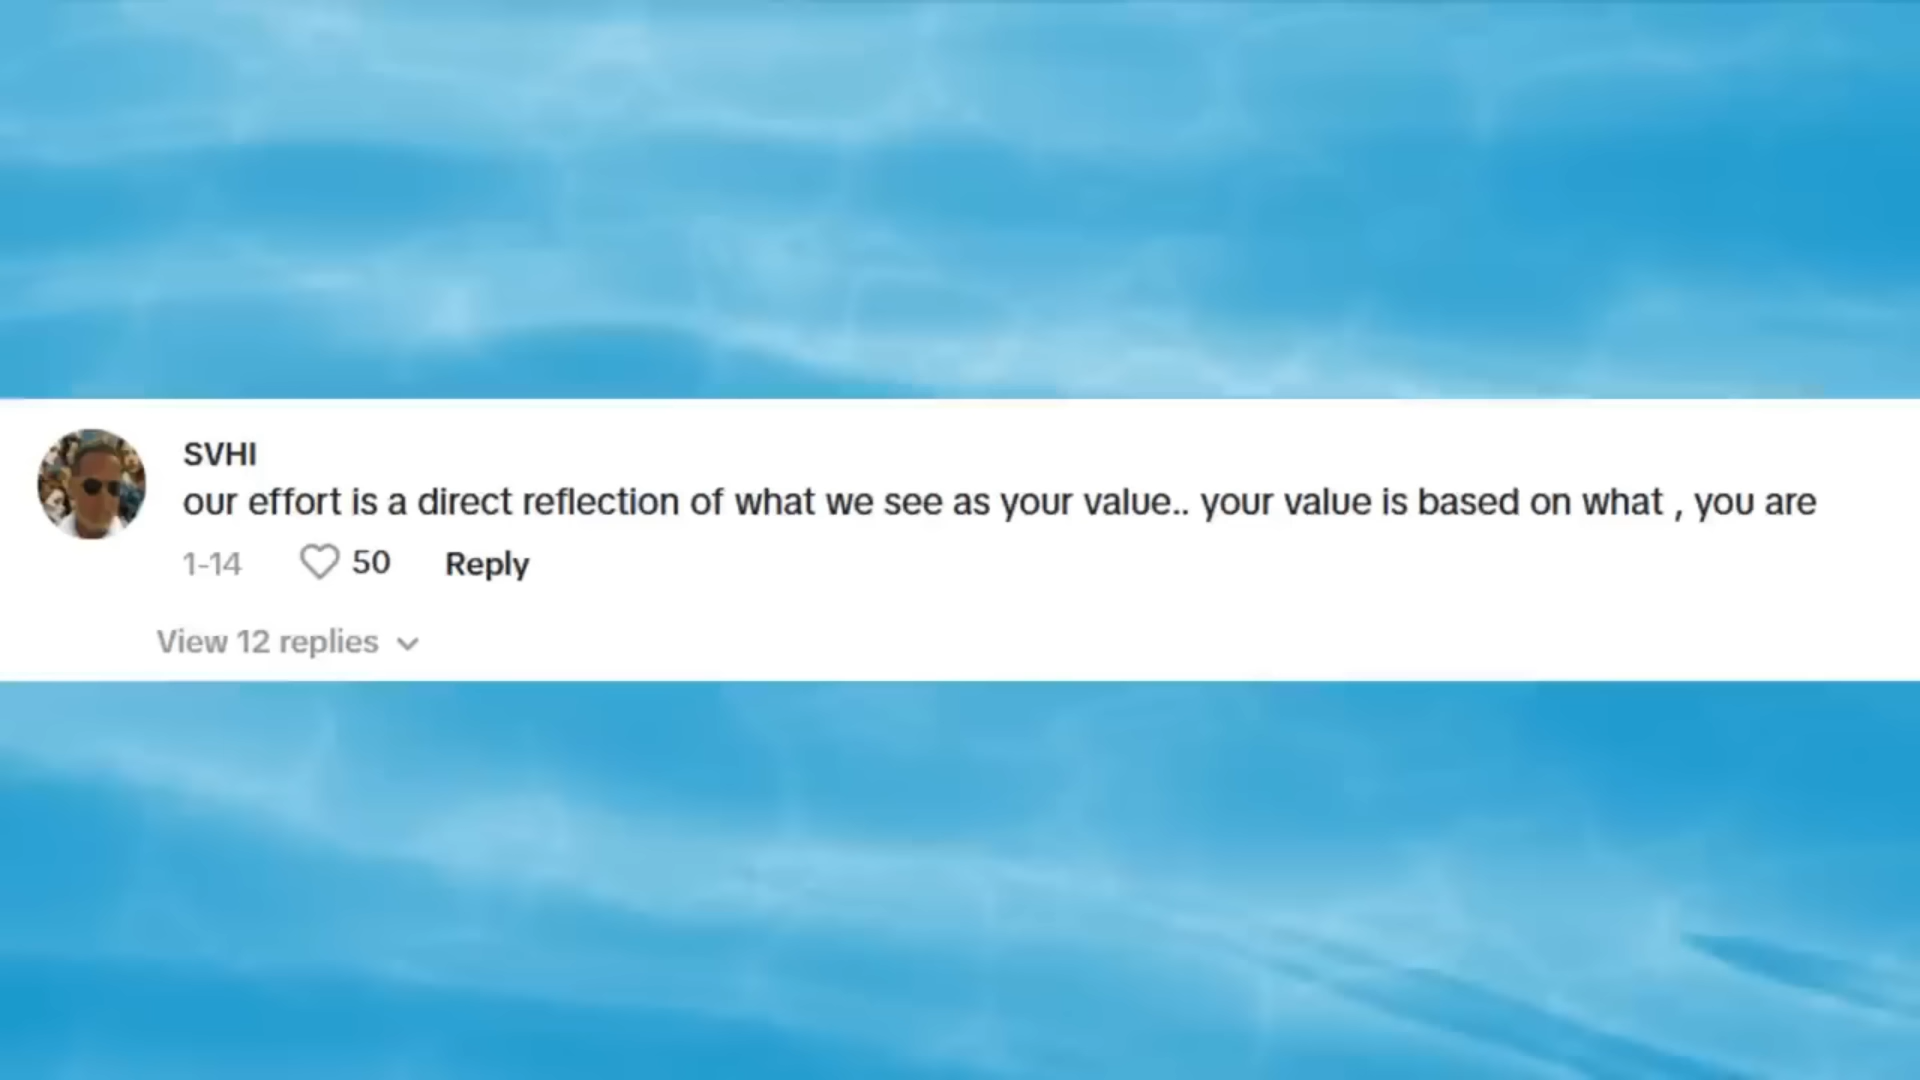 SVHI
our effort is a direct reflection of what we see as your value.. your value is based on what , you are
1-14 50 Reply
View 12 replies